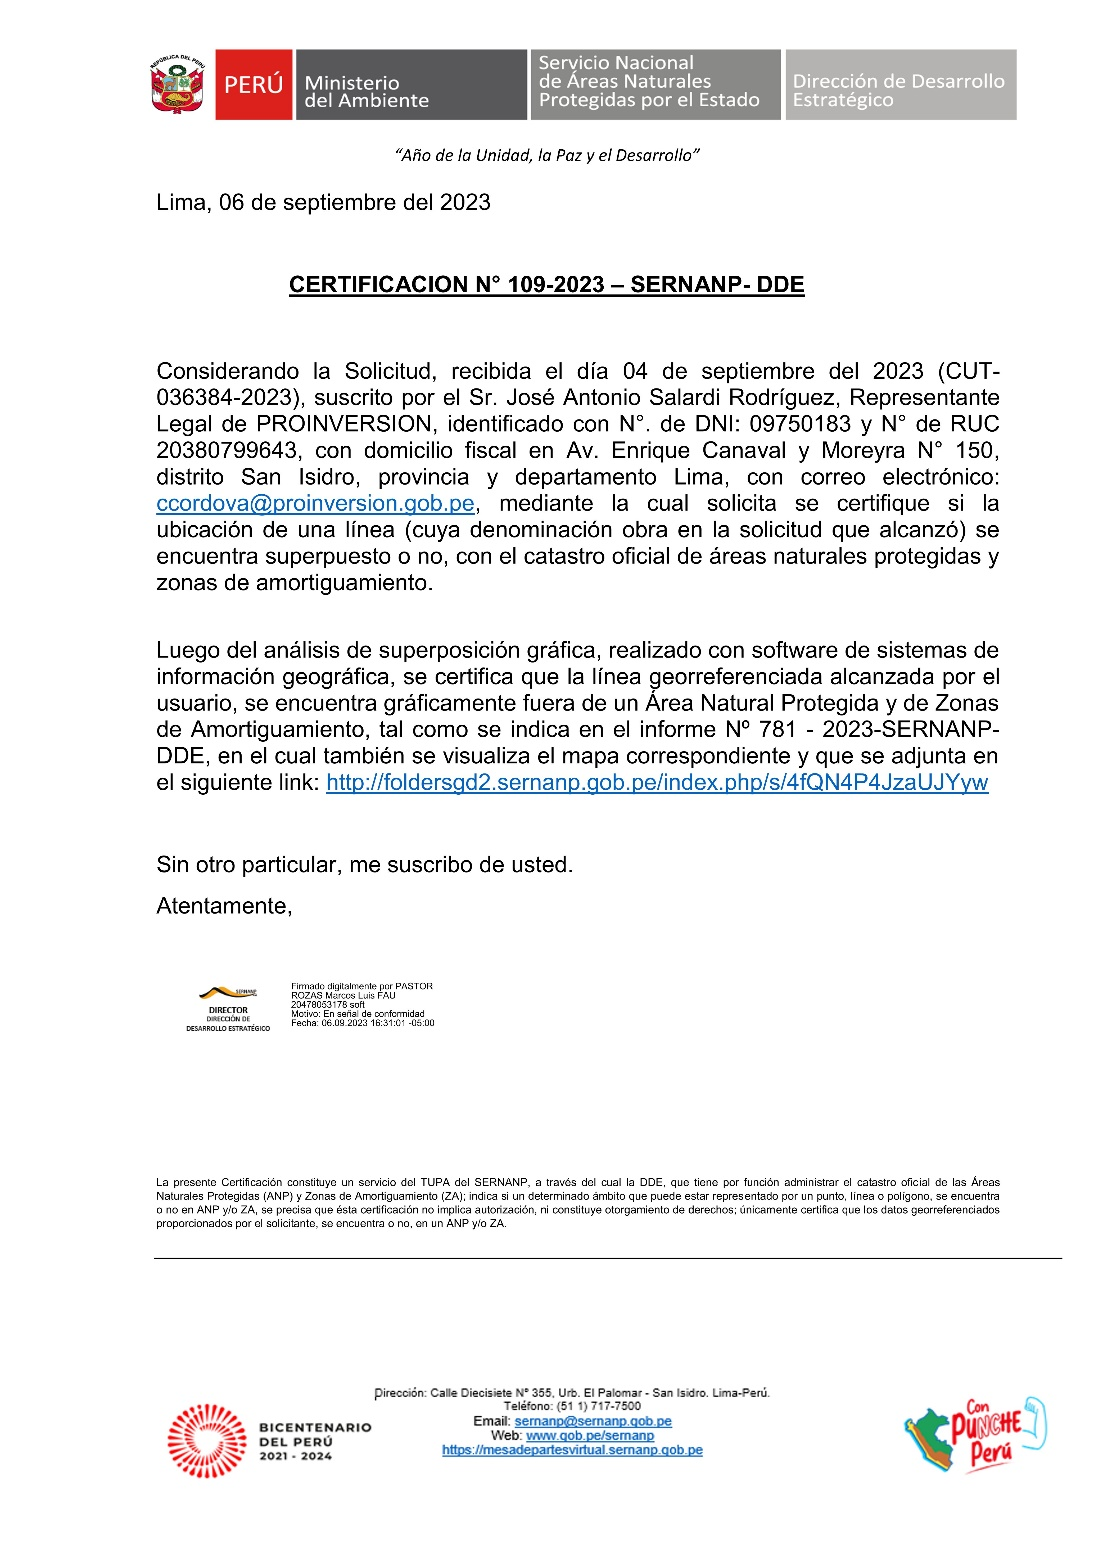 REPÚBLICA DEL PERÚ
PERÚ
Ministerio
del Ambiente
Servicio Nacional
de Áreas Naturales
Protegidas por el Estado
Dirección de Desarrollo
Estratégico
“Año de la Unidad, la Paz y el Desarrollo”
Lima, 06 de septiembre del 2023
CERTIFICACION N° 109-2023 – SERNANP- DDE
Considerando la Solicitud, recibida el día 04 de septiembre del 2023 (CUT-
036384-2023), suscrito por el Sr. José Antonio Salardi Rodríguez, Representante
Legal de PROINVERSION, identificado con N°. de DNI: 09750183 y N° de RUC
20380799643, con domicilio fiscal en Av. Enrique Canaval y Moreyra N° 150,
distrito San Isidro, provincia y departamento Lima, con correo electrónico:
ccordova@proinversion.gob.pe, mediante la cual solicita se certifique si la
ubicación de una línea (cuya denominación obra en la solicitud que alcanzó) se
encuentra superpuesto o no, con el catastro oficial de áreas naturales protegidas y
zonas de amortiguamiento.
Luego del análisis de superposición gráfica, realizado con software de sistemas de
información geográfica, se certifica que la línea georreferenciada alcanzada por el
usuario, se encuentra gráficamente fuera de un Área Natural Protegida y de Zonas
de Amortiguamiento, tal como se indica en el informe Nº 781 - 2023-SERNANP-
DDE, en el cual también se visualiza el mapa correspondiente y que se adjunta en
el siguiente link: http://foldersgd2.sernanp.gob.pe/index.php/s/4fQN4P4JzaUJYyw
Sin otro particular, me suscribo de usted.
Atentamente,
SERNANP
DIRECTOR
DIRECCIÓN DE
DESARROLLO ESTRATÉGICO
Firmado digitalmente por PASTOR
ROZAS Marcos Luis FAU
20478053178 soft
Motivo: En señal de conformidad
Fecha: 06.09.2023 16:31:01 -05:00
La presente Certificación constituye un servicio del TUPA del SERNANP, a través del cual la DDE, que tiene por función administrar el catastro oficial de las Áreas
Naturales Protegidas (ANP) y Zonas de Amortiguamiento (ZA); indica si un determinado ámbito que puede estar representado por un punto, línea o polígono, se encuentra
o no en ANP y/o ZA, se precisa que ésta certificación no implica autorización, ni constituye otorgamiento de derechos; únicamente certifica que los datos georreferenciados
proporcionados por el solicitante, se encuentra o no, en un ANP y/o ZA.
Dirección: Calle Diecisiete Nº 355, Urb. El Palomar - San Isidro. Lima-Perú.
Teléfono: (51 1) 717-7500
Email: sernanp@sernanp.gob.pe
Web: www.gob.pe/sernanp
https://mesadepartesvirtual.sernanp.gob.pe
BICENTENARIO
DEL PERÚ
2021 - 2024
Con
PUNCHE
Perú